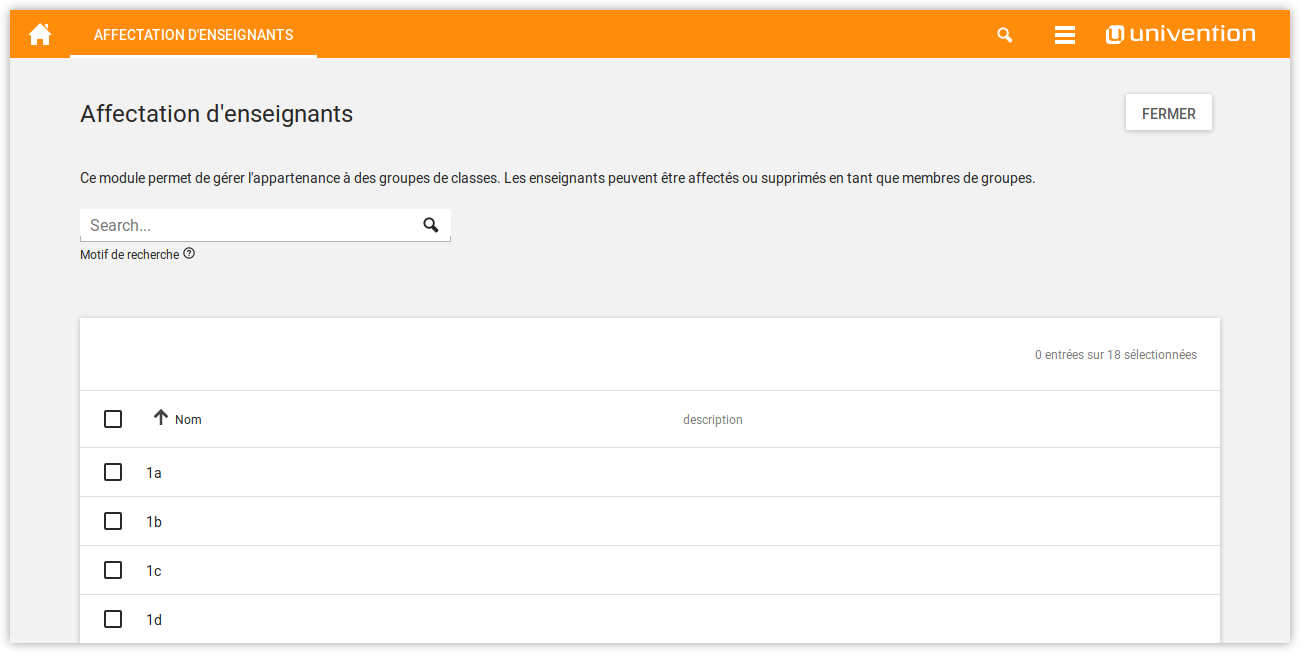 AFFECTATION D'ENSEIGNANTS
univention
Affectation d'enseignants
FERMER
Ce module permet de gérer l'appartenance à des groupes de classes. Les enseignants peuvent être affectés ou supprimés en tant que membres de groupes.
Search...
Motif de recherche
0 entrées sur 18 sélectionnées
Nom description
1a
1b
1c
1d